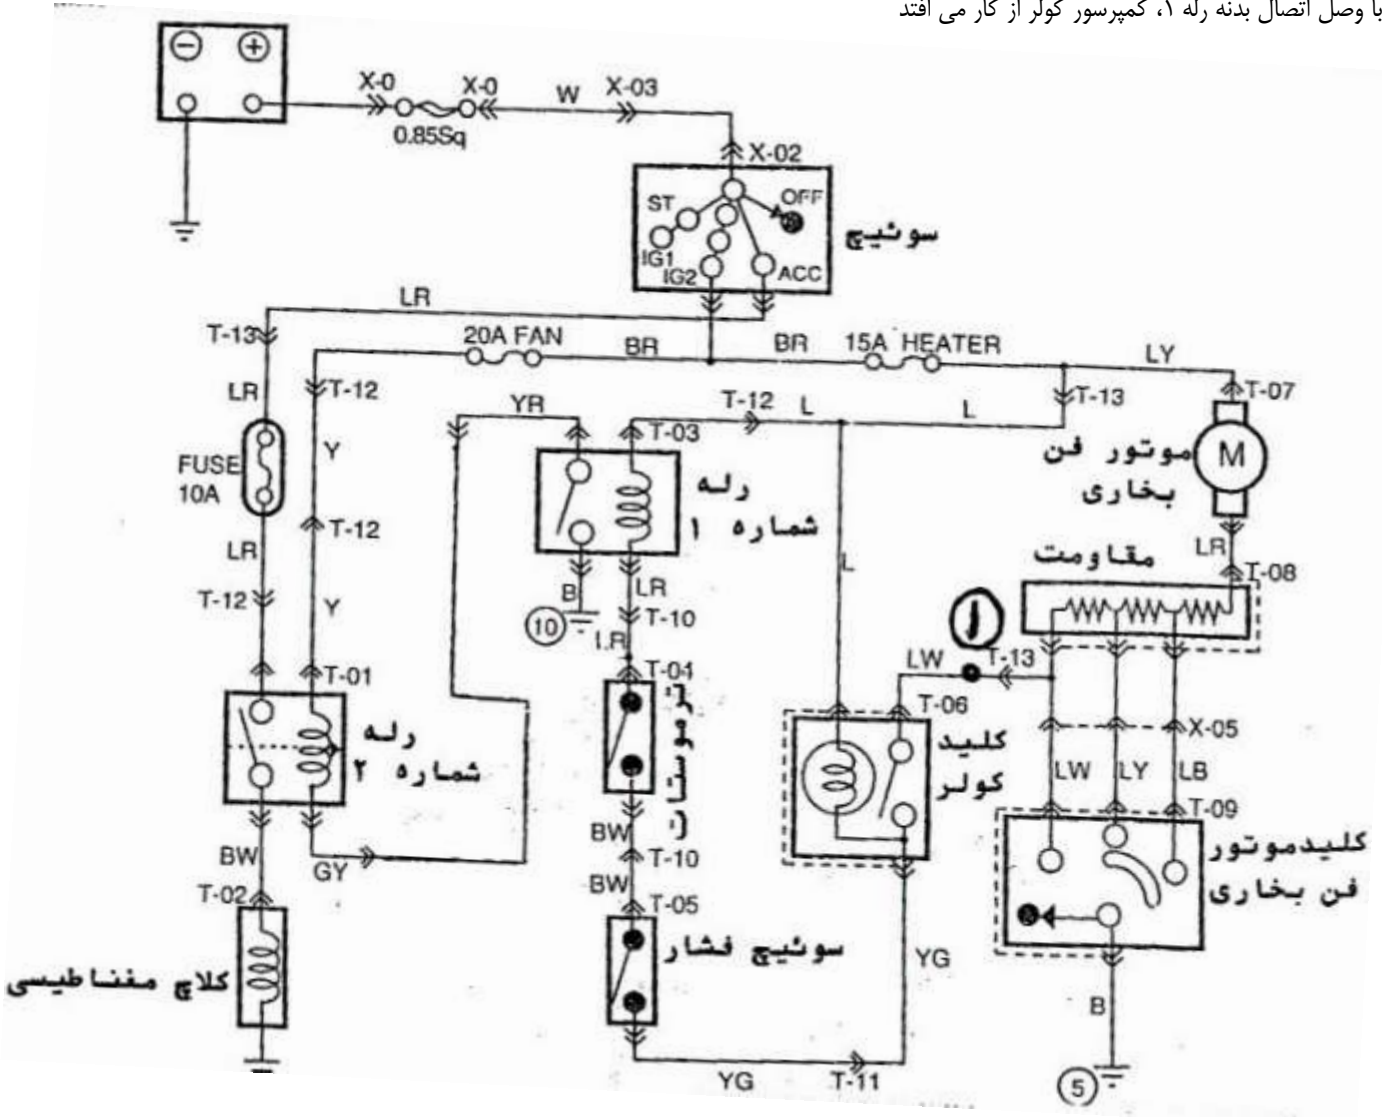 با وصل اتصال بدنه رله ۱، کمپرسور کولر از کار می افتد
X-0
X-0
W
X-03
0.85Sq
X-02
ST
OFF
IG1
IG2
ACC
سوئیچ
LR
T-13
20A FAN
BR
BR
15A HEATER
LY
LR
T-12
YR
T-12
L
L
T-13
T-07
T-03
FUSE
10A
Y
M
موتور فن
بخاری
رله
شماره ۱
T-12
LR
LR
T-08
مقاومت
L
T-12
Y
B
LR
T-10
10
LR
1
LW
T-13
T-01
T-04
T-06
ترموستات
رله
شماره ۲
کلید
کولر
X-05
LW
LY
LB
T-09
BW
GY
BW
T-10
BW
T-02
T-05
کلیدموتور
فن بخاری
سوئیچ فشار
YG
کلاچ مغناطیسی
B
YG
T-11
5